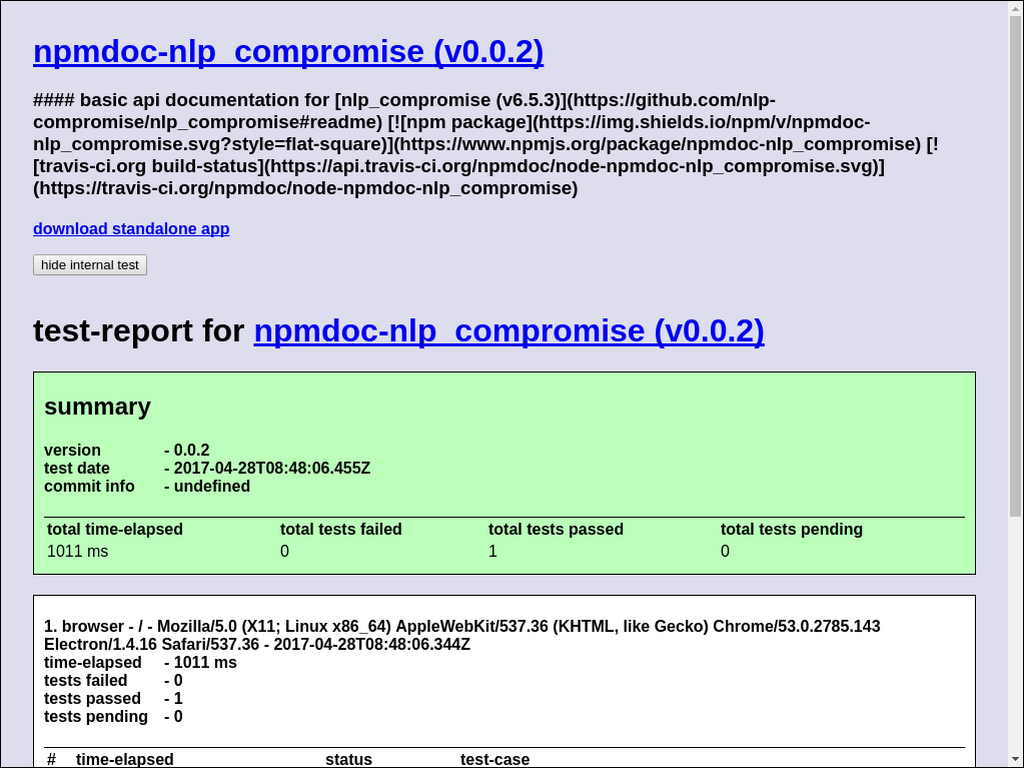 npmdoc-nlp_compromise (v0.0.2)
#### basic api documentation for [nlp_compromise (v6.5.3)](https://github.com/nlp-
compromise/nlp_compromise#readme) [![npm package](https://img.shields.io/npm/v/npmdoc-
nlp_compromise.svg?style=flat-square)](https://www.npmjs.org/package/npmdoc-nlp_compromise) [!
[travis-ci.org build-status](https://api.travis-ci.org/npmdoc/node-npmdoc-nlp_compromise.svg)]
(https://travis-ci.org/npmdoc/node-npmdoc-nlp_compromise)
download standalone app
hide internal test
test-report for npmdoc-nlp_compromise (v0.0.2)
summary
version - 0.0.2
test date - 2017-04-28T08:48:06.455Z
commit info - undefined
total time-elapsed total tests failed total tests passed total tests pending
1011 ms 0 1 0
1. browser - / - Mozilla/5.0 (X11; Linux x86_64) AppleWebKit/537.36 (KHTML, like Gecko) Chrome/53.0.2785.143
Electron/1.4.16 Safari/537.36 - 2017-04-28T08:48:06.344Z
time-elapsed - 1011 ms
tests failed - 0
tests passed - 1
tests pending - 0
# time-elapsed status test-case